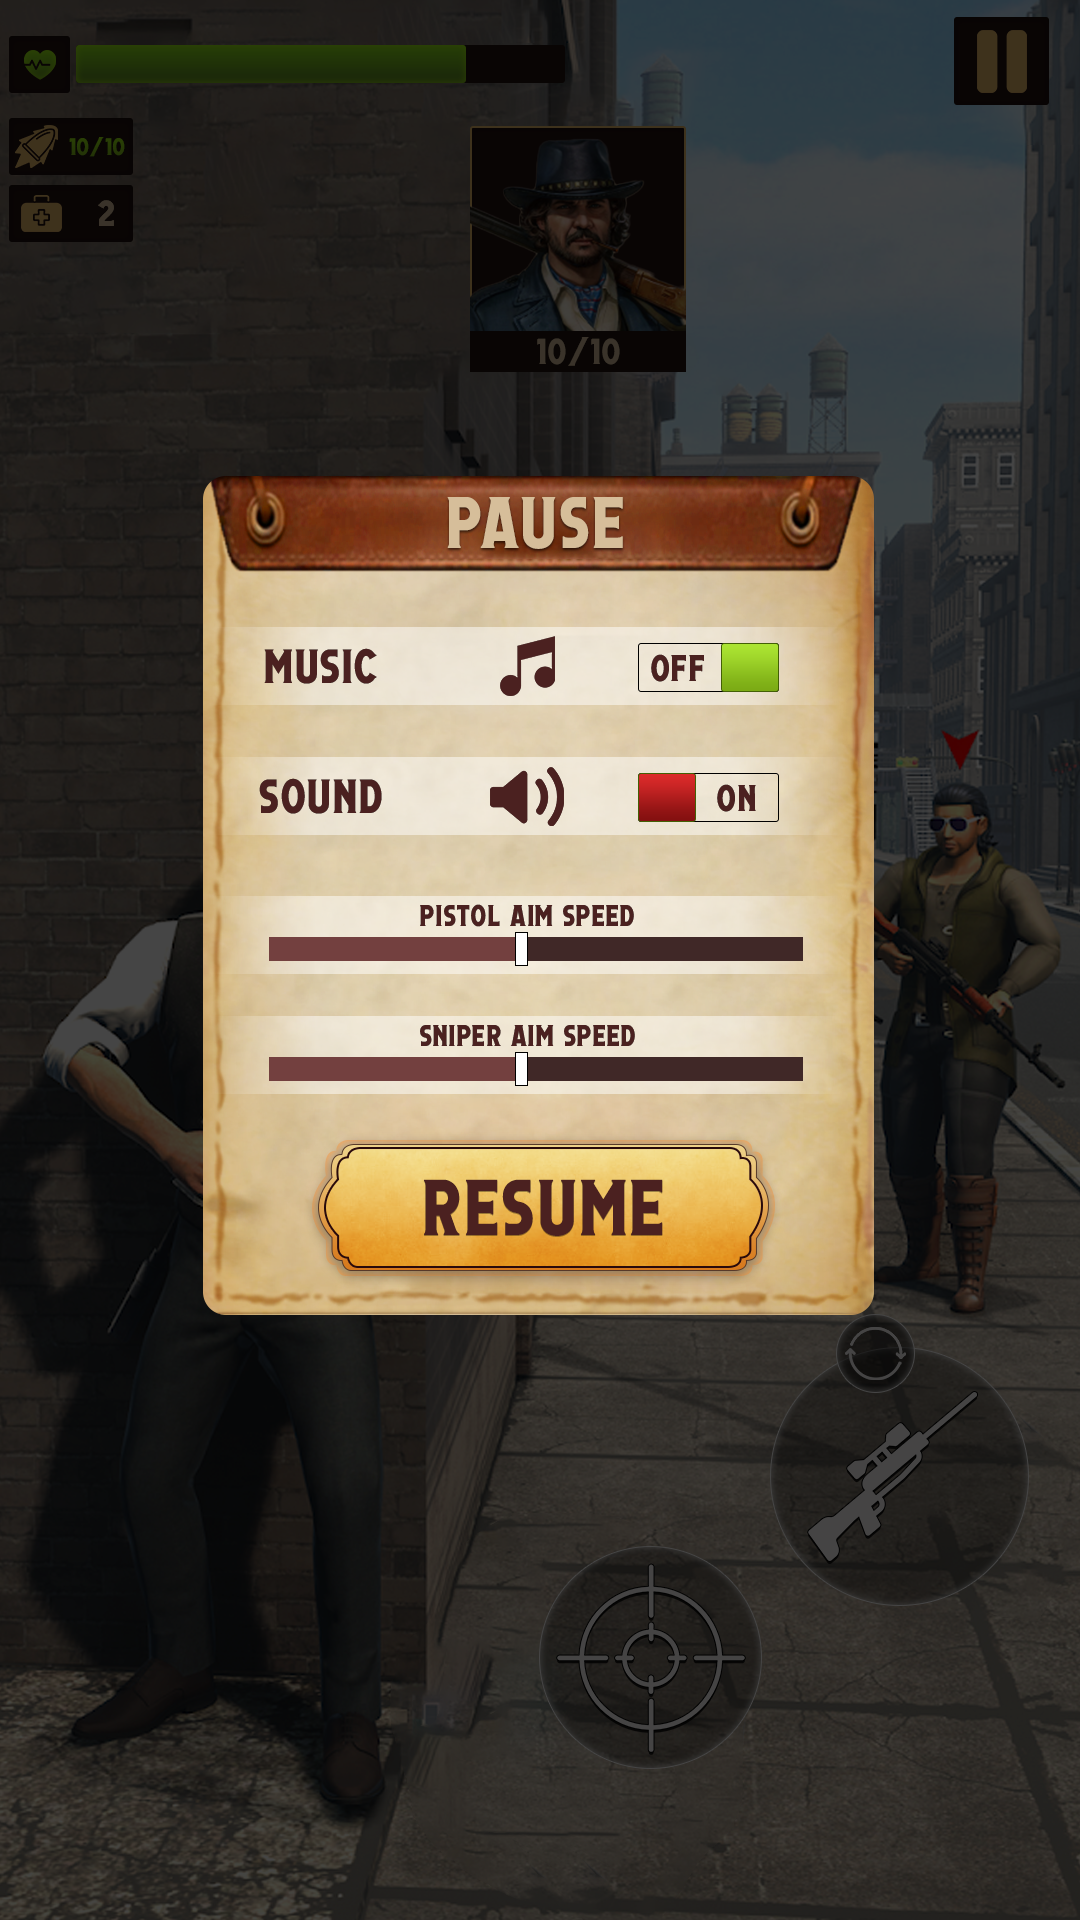 10/10
2
10/10
PAUSE
MUSIC OFF
SOUND ON
PISTOL AIM SPEED
SNIPER AIM SPEED
RESUME